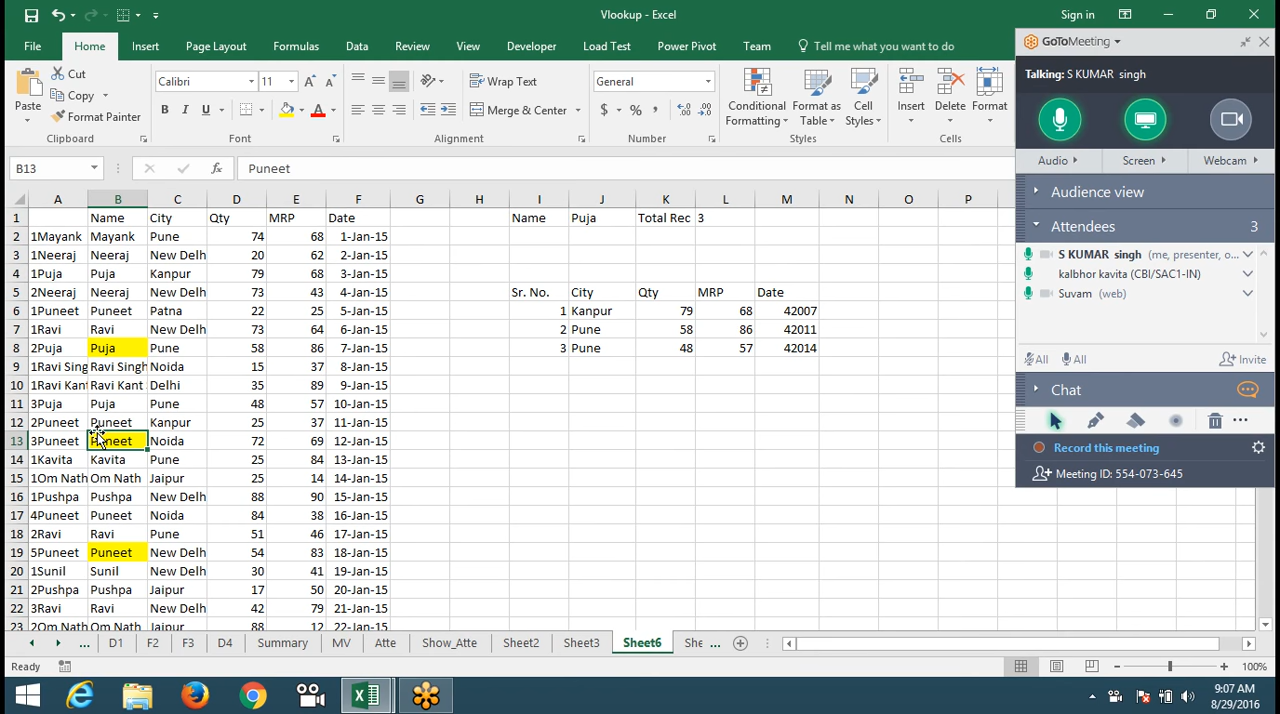 Vlookup - Excel
Sign in
File Home Insert Page Layout Formulas Data Review View Developer Load Test Power Pivot Team Tell me what you want to do
Paste Cut Copy Format Painter
Calibri 11
B I U A
Wrap Text
Merge & Center
General
$ % ,
Conditional Formatting
Format as Table
Cell Styles
Insert Delete Format
Clipboard Font Alignment Number Styles Cells
B13 fx Puneet
A B C D E F G H I J K L M N O P
1 Name City Qty MRP Date Name Puja Total Rec 3
2 1Mayank Mayank Pune 74 68 1-Jan-15
3 1Neeraj Neeraj New Delh 20 62 2-Jan-15
4 1Puja Puja Kanpur 79 68 3-Jan-15
5 2Neeraj Neeraj New Delh 73 43 4-Jan-15 Sr. No. City Qty MRP Date
6 1Puneet Puneet Patna 22 25 5-Jan-15 1 Kanpur 79 68 42007
7 1Ravi Ravi New Delh 73 64 6-Jan-15 2 Pune 58 86 42011
8 2Puja Puja Pune 58 86 7-Jan-15 3 Pune 48 57 42014
9 1Ravi Sing Ravi Singh Noida 15 37 8-Jan-15
10 1Ravi Kant Ravi Kant Delhi 35 89 9-Jan-15
11 3Puja Puja Pune 48 57 10-Jan-15
12 2Puneet Puneet Kanpur 25 37 11-Jan-15
13 3Puneet Puneet Noida 72 69 12-Jan-15
14 1Kavita Kavita Pune 25 84 13-Jan-15
15 1Om Nath Om Nath Jaipur 25 14 14-Jan-15
16 1Pushpa Pushpa New Delh 88 90 15-Jan-15
17 4Puneet Puneet Noida 84 38 16-Jan-15
18 2Ravi Ravi Pune 51 46 17-Jan-15
19 5Puneet Puneet New Delh 54 83 18-Jan-15
20 1Sunil Sunil New Delh 30 41 19-Jan-15
21 2Pushpa Pushpa Jaipur 17 50 20-Jan-15
22 3Ravi Ravi New Delh 42 79 21-Jan-15
23 2Om Nath Om Nath Jaipur 88 12 22-Jan-15
... D1 F2 F3 D4 Summary MV Atte Show_Atte Sheet2 Sheet3 Sheet6 She ...
Ready 100%
GoToMeeting
Talking: S KUMAR singh
Audio Screen Webcam
Audience view
Attendees 3
S KUMAR singh (me, presenter, o...
kalbhor kavita (CBI/SAC1-IN)
Suvam (web)
All All Invite
Chat
Record this meeting
Meeting ID: 554-073-645
9:07 AM
8/29/2016